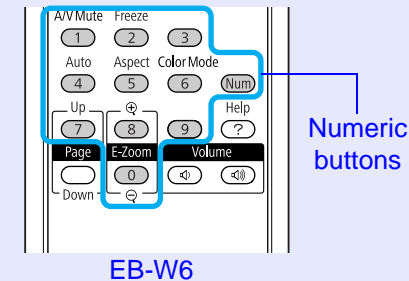 A/V Mute Freeze
1 2 3
Auto Aspect Color Mode
4 5 6 Num
Up Help
7 8 9 ?
Page E-Zoom Volume
0
Down
Numeric
buttons
EB-W6